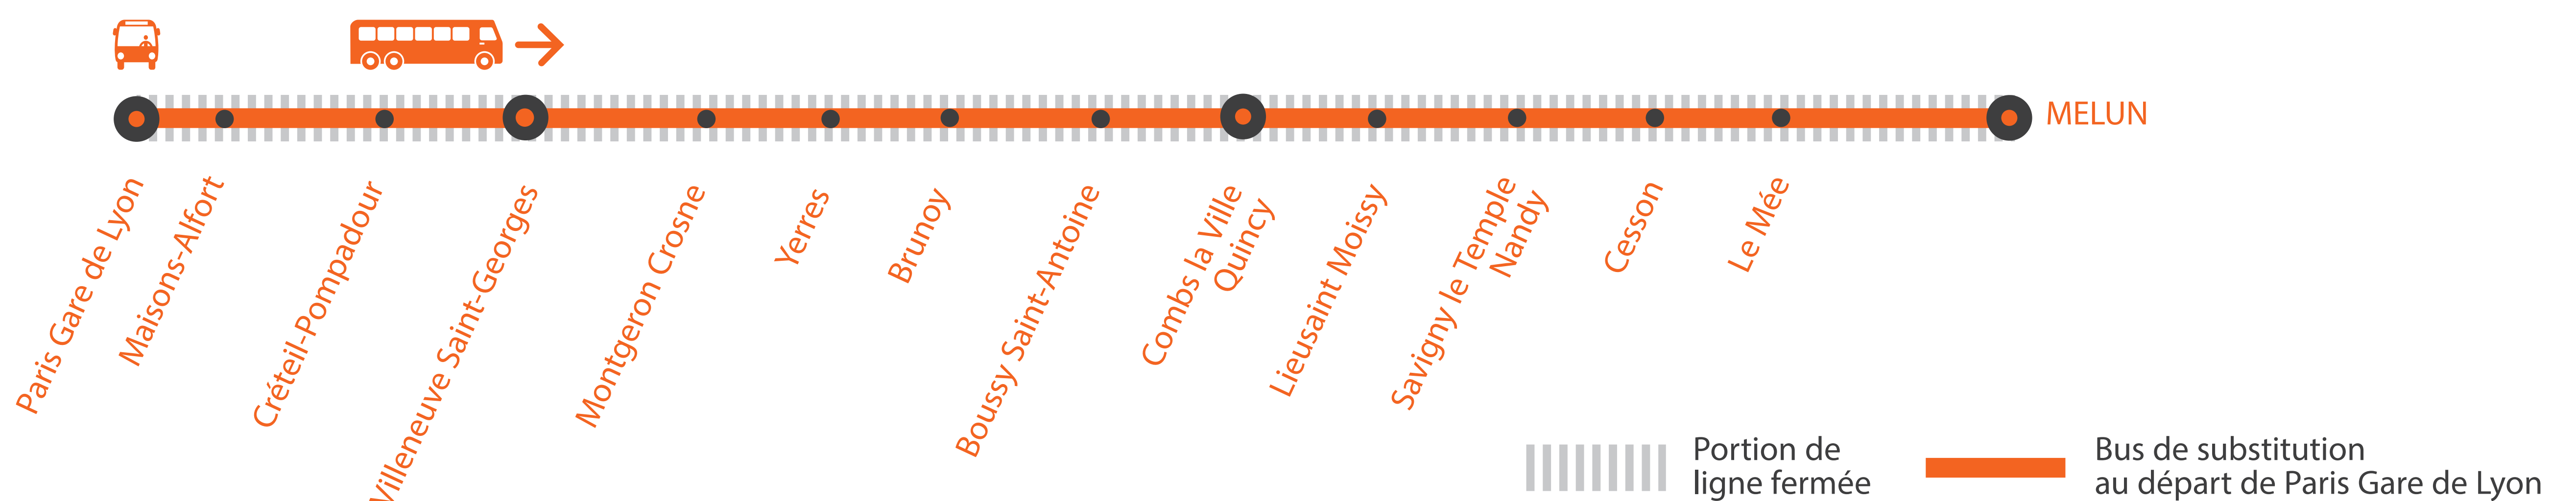 MELUN
Paris Gare de Lyon
Maisons-Alfort
Créteil-Pompadour
Villeneuve Saint-Georges
Montgeron Crosne
Yerres
Brunoy
Boussy Saint-Antoine
Combs la Ville
Quincy
Lieusaint Moissy
Savigny le Temple
Nandy
Cesson
Le Mée
Portion de
ligne fermée
Bus de substitution
au départ de Paris Gare de Lyon